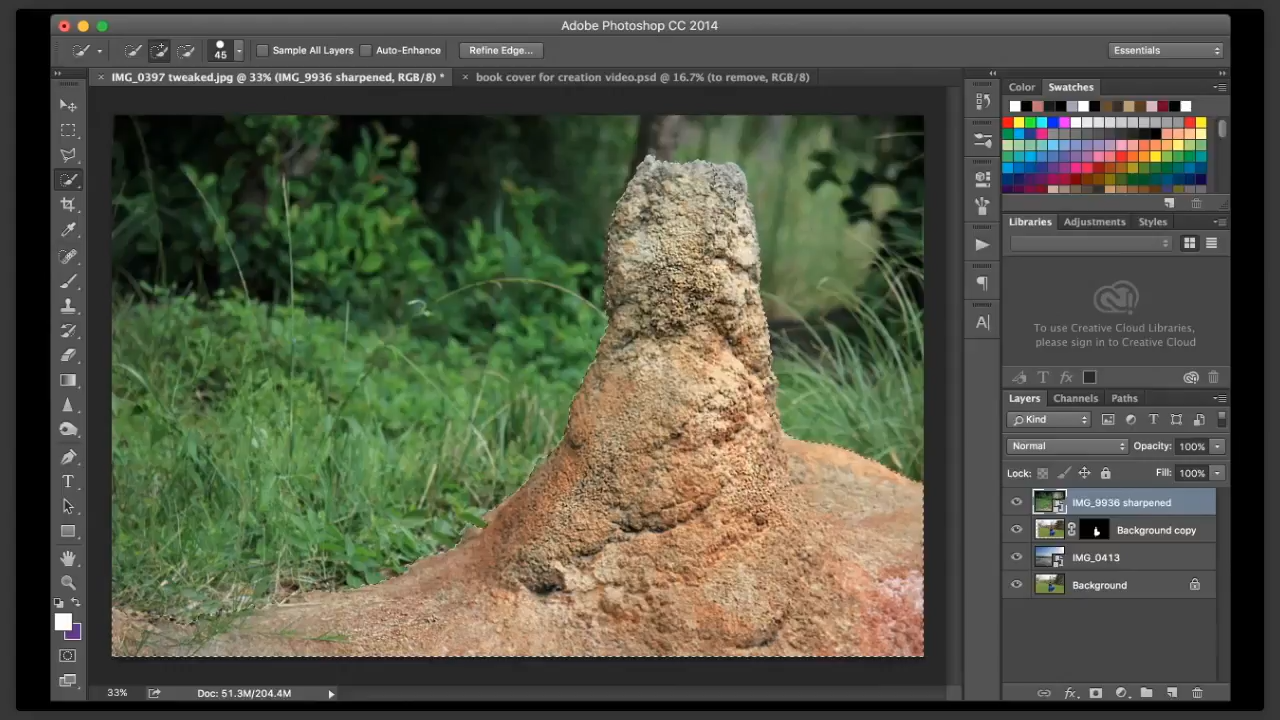 Adobe Photoshop CC 2014
45
Sample All Layers
Auto-Enhance
Refine Edge...
Essentials
IMG_0397 tweaked.jpg @ 33% (IMG_9936 sharpened, RGB/8) *
book cover for creation video.psd @ 16.7% (to remove, RGB/8)
Color
Swatches
Libraries
Adjustments
Styles
To use Creative Cloud Libraries,
please sign in to Creative Cloud
Layers
Channels
Paths
Kind
Normal
Opacity: 100%
Lock:
Fill: 100%
IMG_9936 sharpened
Background copy
IMG_0413
Background
33%
Doc: 51.3M/204.4M